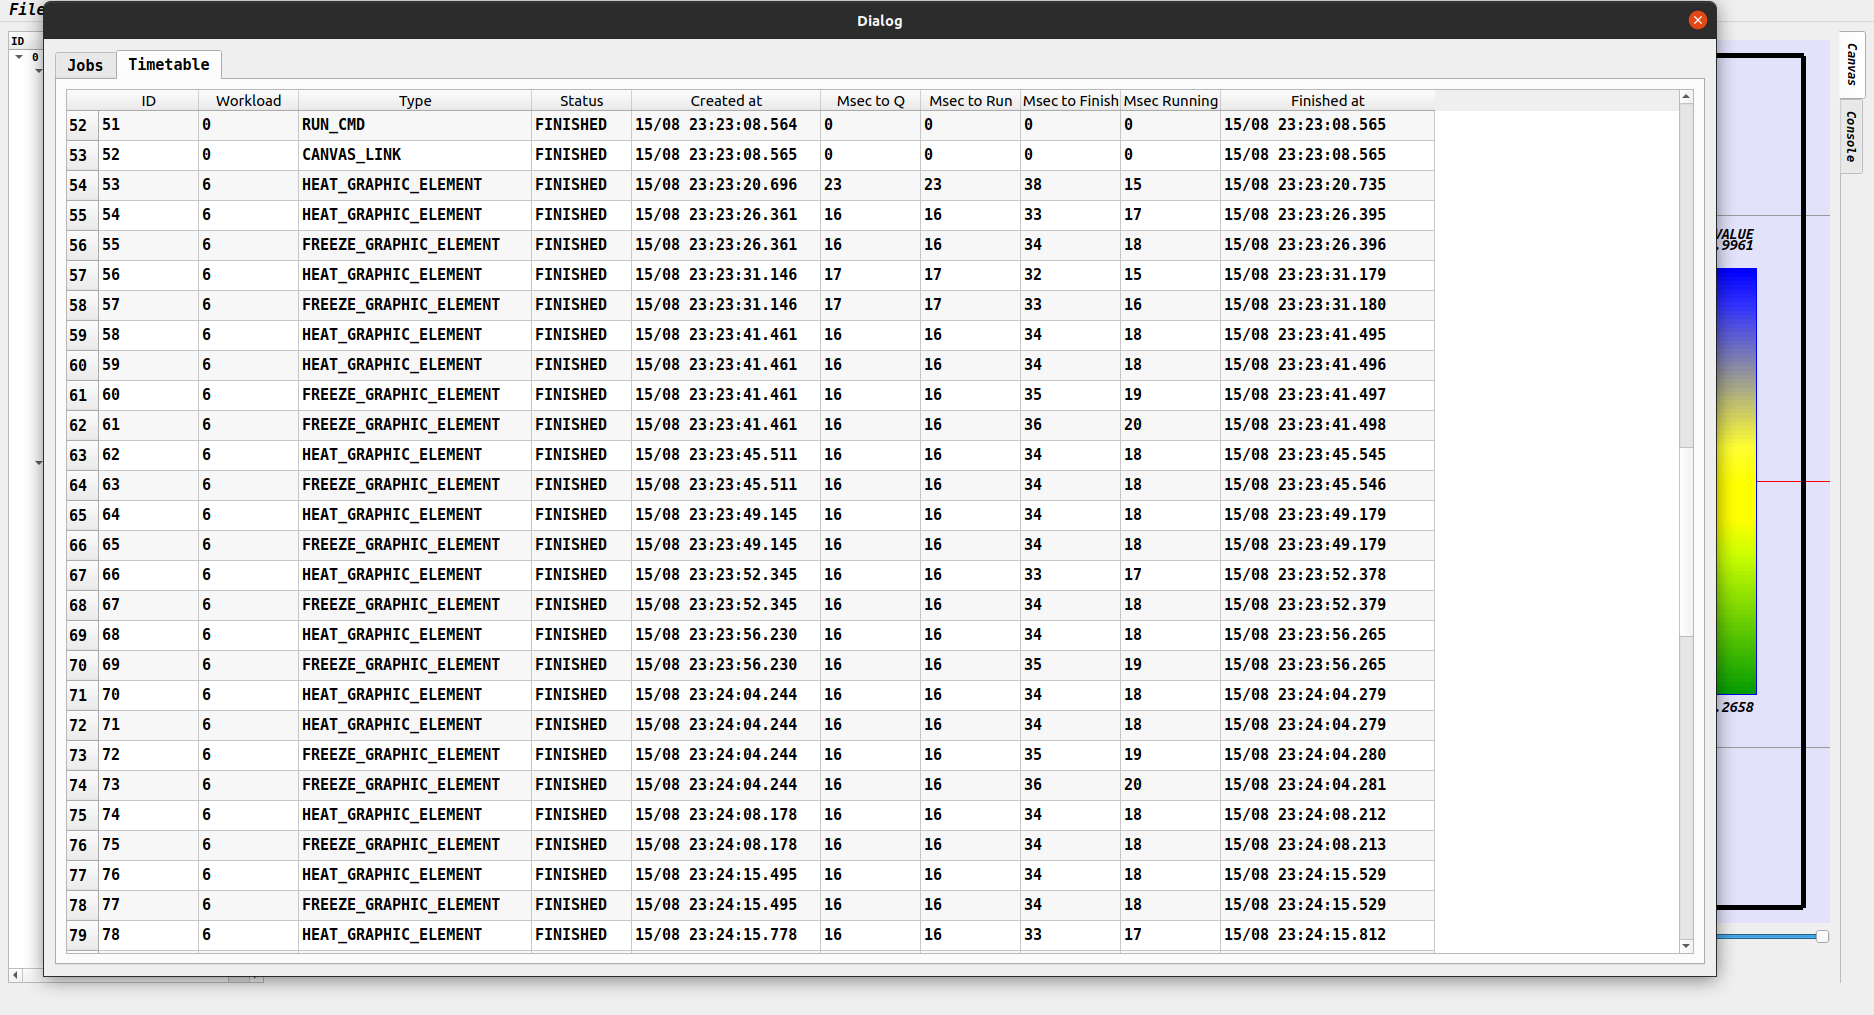 Dialog
File
ID
0
Jobs Timetable
ID Workload Type Status Created at Msec to Q Msec to Run Msec to Finish Msec Running Finished at
52 51 0 RUN_CMD FINISHED 15/08 23:23:08.564 0 0 0 0 15/08 23:23:08.565
53 52 0 CANVAS_LINK FINISHED 15/08 23:23:08.565 0 0 0 0 15/08 23:23:08.565
54 53 6 HEAT_GRAPHIC_ELEMENT FINISHED 15/08 23:23:20.696 23 23 38 15 15/08 23:23:20.735
55 54 6 HEAT_GRAPHIC_ELEMENT FINISHED 15/08 23:23:26.361 16 16 33 17 15/08 23:23:26.395
56 55 6 FREEZE_GRAPHIC_ELEMENT FINISHED 15/08 23:23:26.361 16 16 34 18 15/08 23:23:26.396
57 56 6 HEAT_GRAPHIC_ELEMENT FINISHED 15/08 23:23:31.146 17 17 32 15 15/08 23:23:31.179
58 57 6 FREEZE_GRAPHIC_ELEMENT FINISHED 15/08 23:23:31.146 17 17 33 16 15/08 23:23:31.180
59 58 6 HEAT_GRAPHIC_ELEMENT FINISHED 15/08 23:23:41.461 16 16 34 18 15/08 23:23:41.495
60 59 6 HEAT_GRAPHIC_ELEMENT FINISHED 15/08 23:23:41.461 16 16 34 18 15/08 23:23:41.496
61 60 6 FREEZE_GRAPHIC_ELEMENT FINISHED 15/08 23:23:41.461 16 16 35 19 15/08 23:23:41.497
62 61 6 FREEZE_GRAPHIC_ELEMENT FINISHED 15/08 23:23:41.461 16 16 36 20 15/08 23:23:41.498
63 62 6 HEAT_GRAPHIC_ELEMENT FINISHED 15/08 23:23:45.511 16 16 34 18 15/08 23:23:45.545
64 63 6 FREEZE_GRAPHIC_ELEMENT FINISHED 15/08 23:23:45.511 16 16 34 18 15/08 23:23:45.546
65 64 6 HEAT_GRAPHIC_ELEMENT FINISHED 15/08 23:23:49.145 16 16 34 18 15/08 23:23:49.179
66 65 6 FREEZE_GRAPHIC_ELEMENT FINISHED 15/08 23:23:49.145 16 16 34 18 15/08 23:23:49.179
67 66 6 HEAT_GRAPHIC_ELEMENT FINISHED 15/08 23:23:52.345 16 16 33 17 15/08 23:23:52.378
68 67 6 FREEZE_GRAPHIC_ELEMENT FINISHED 15/08 23:23:52.345 16 16 34 18 15/08 23:23:52.379
69 68 6 HEAT_GRAPHIC_ELEMENT FINISHED 15/08 23:23:56.230 16 16 34 18 15/08 23:23:56.265
70 69 6 FREEZE_GRAPHIC_ELEMENT FINISHED 15/08 23:23:56.230 16 16 35 19 15/08 23:23:56.265
71 70 6 HEAT_GRAPHIC_ELEMENT FINISHED 15/08 23:24:04.244 16 16 34 18 15/08 23:24:04.279
72 71 6 HEAT_GRAPHIC_ELEMENT FINISHED 15/08 23:24:04.244 16 16 34 18 15/08 23:24:04.279
73 72 6 FREEZE_GRAPHIC_ELEMENT FINISHED 15/08 23:24:04.244 16 16 35 19 15/08 23:24:04.280
74 73 6 FREEZE_GRAPHIC_ELEMENT FINISHED 15/08 23:24:04.244 16 16 36 20 15/08 23:24:04.281
75 74 6 HEAT_GRAPHIC_ELEMENT FINISHED 15/08 23:24:08.178 16 16 34 18 15/08 23:24:08.212
76 75 6 FREEZE_GRAPHIC_ELEMENT FINISHED 15/08 23:24:08.178 16 16 34 18 15/08 23:24:08.213
77 76 6 HEAT_GRAPHIC_ELEMENT FINISHED 15/08 23:24:15.495 16 16 34 18 15/08 23:24:15.529
78 77 6 FREEZE_GRAPHIC_ELEMENT FINISHED 15/08 23:24:15.495 16 16 34 18 15/08 23:24:15.529
79 78 6 HEAT_GRAPHIC_ELEMENT FINISHED 15/08 23:24:15.778 16 16 33 17 15/08 23:24:15.812
VALUE
.9961
.2658
Canvas
Console